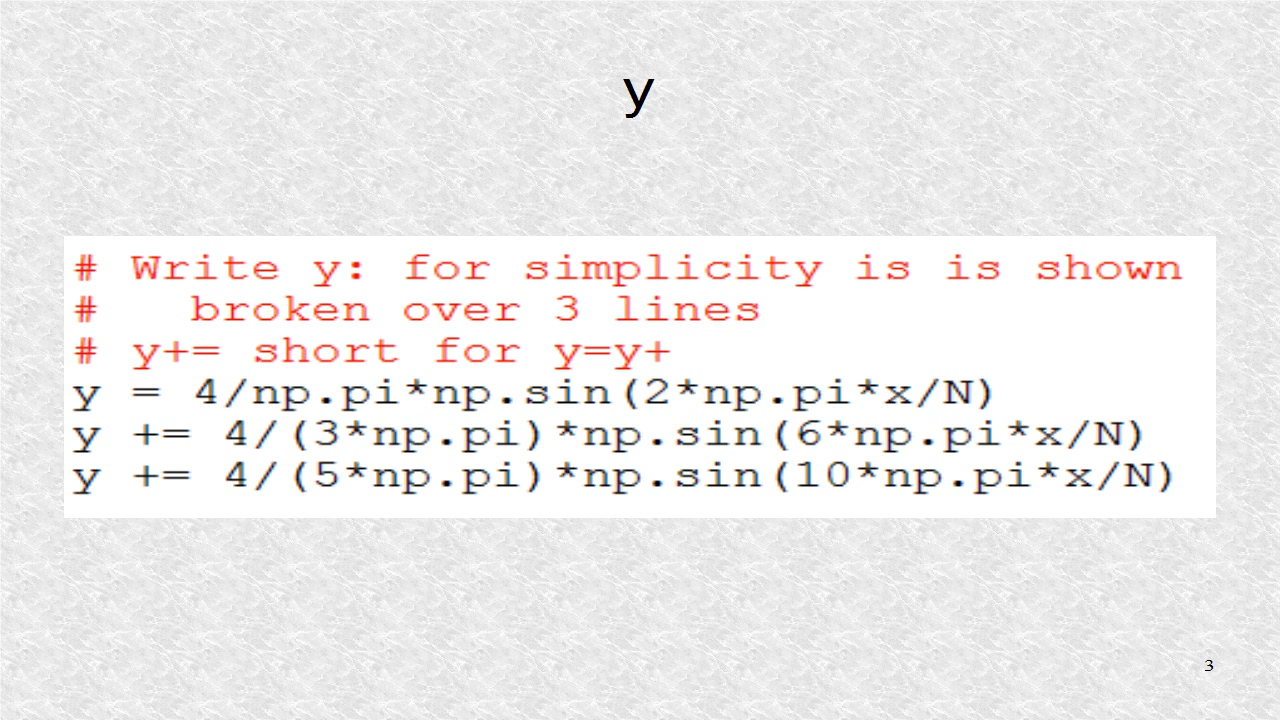 y
# Write y: for simplicity is is shown
#   broken over 3 lines
# y+= short for y=y+
y = 4/np.pi*np.sin(2*np.pi*x/N)
y += 4/(3*np.pi)*np.sin(6*np.pi*x/N)
y += 4/(5*np.pi)*np.sin(10*np.pi*x/N)
3